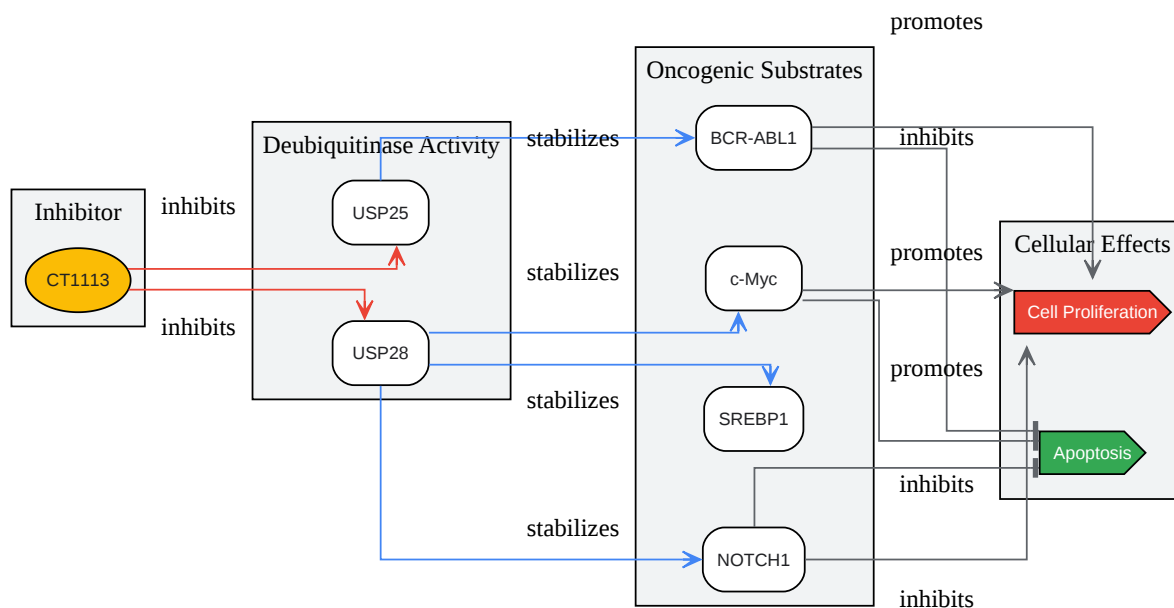 promotes
Oncogenic Substrates
BCR-ABL1
inhibits
stabilizes
Deubiquitinase Activity
USP25
inhibits
Inhibitor
CT1113
Cellular Effects
promotes
stabilizes
c-Myc
Cell Proliferation
inhibits
USP28
promotes
stabilizes
SREBP1
Apoptosis
inhibits
stabilizes
NOTCH1
inhibits